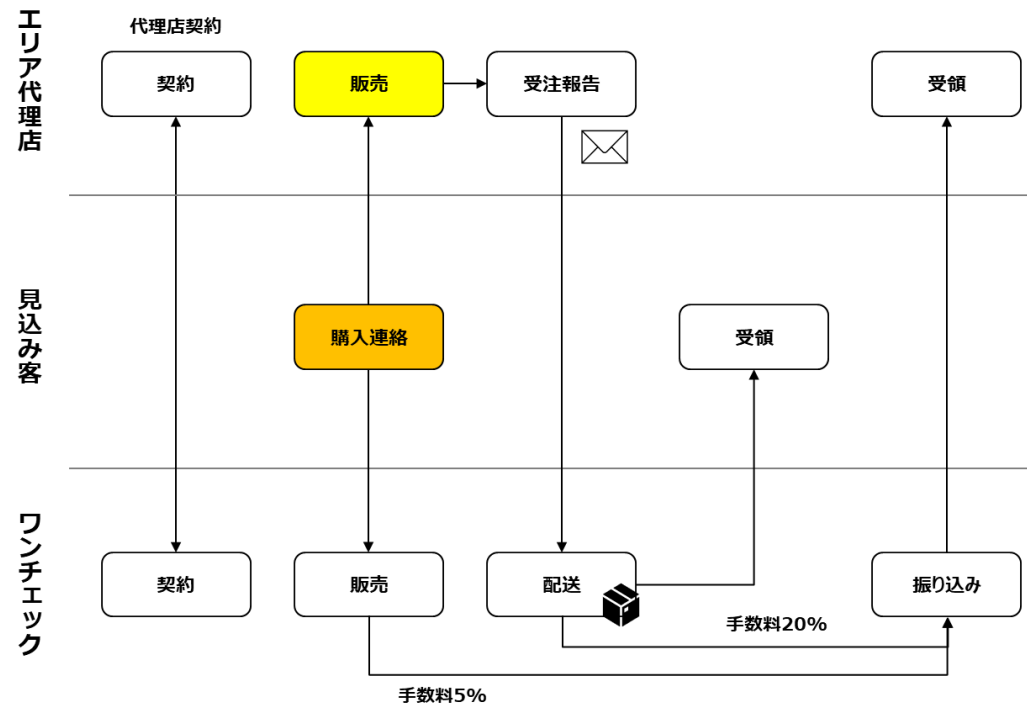 エリア代理店
代理店契約
契約
販売
受注報告
受領
見込み客
購入連絡
受領
ワンチェック
契約
販売
配送
振り込み
手数料20%
手数料5%